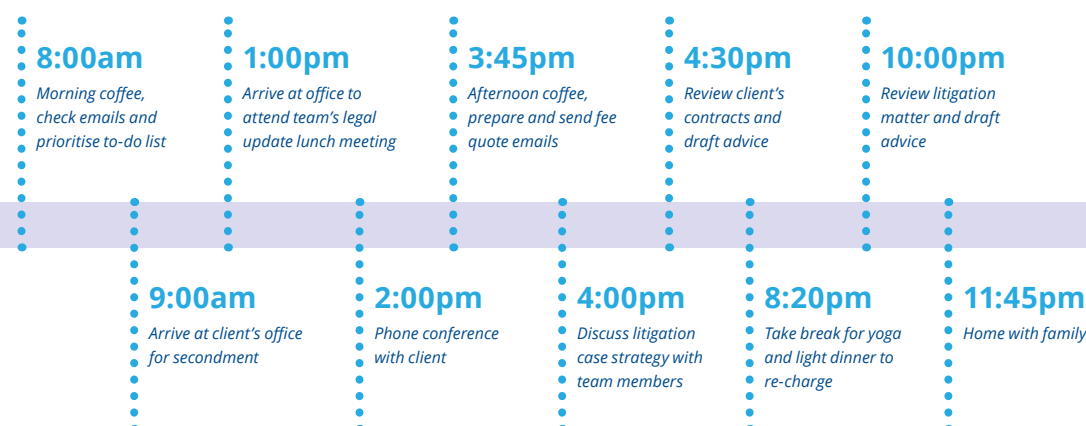 8:00am
Morning coffee,
check emails and
prioritise to-do list
1:00pm
Arrive at office to
attend team's legal
update lunch meeting
3:45pm
Afternoon coffee,
prepare and send fee
quote emails
4:30pm
Review client's
contracts and
draft advice
10:00pm
Review litigation
matter and draft
advice
9:00am
Arrive at client's office
for secondment
2:00pm
Phone conference
with client
4:00pm
Discuss litigation
case strategy with
team members
8:20pm
Take break for yoga
and light dinner to
re-charge
11:45pm
Home with family